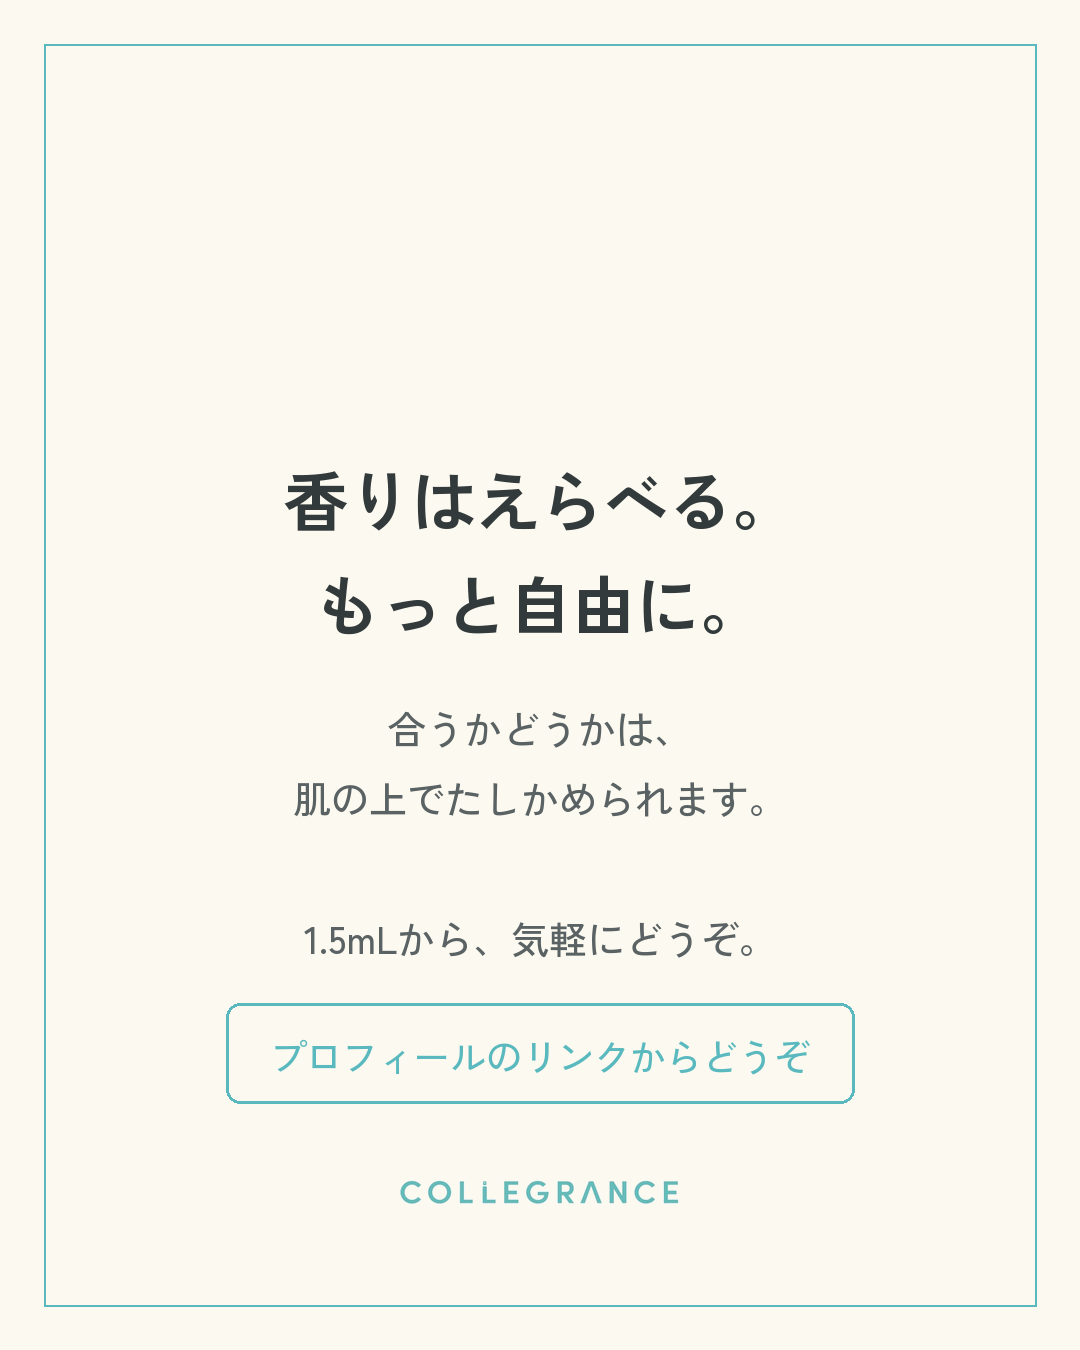 香りはえらべる。
もっと自由に。
合うかどうかは、
肌の上でたしかめられます。
1.5mLから、気軽にどうぞ。
プロフィールのリンクからどうぞ
COLLEGRANCE